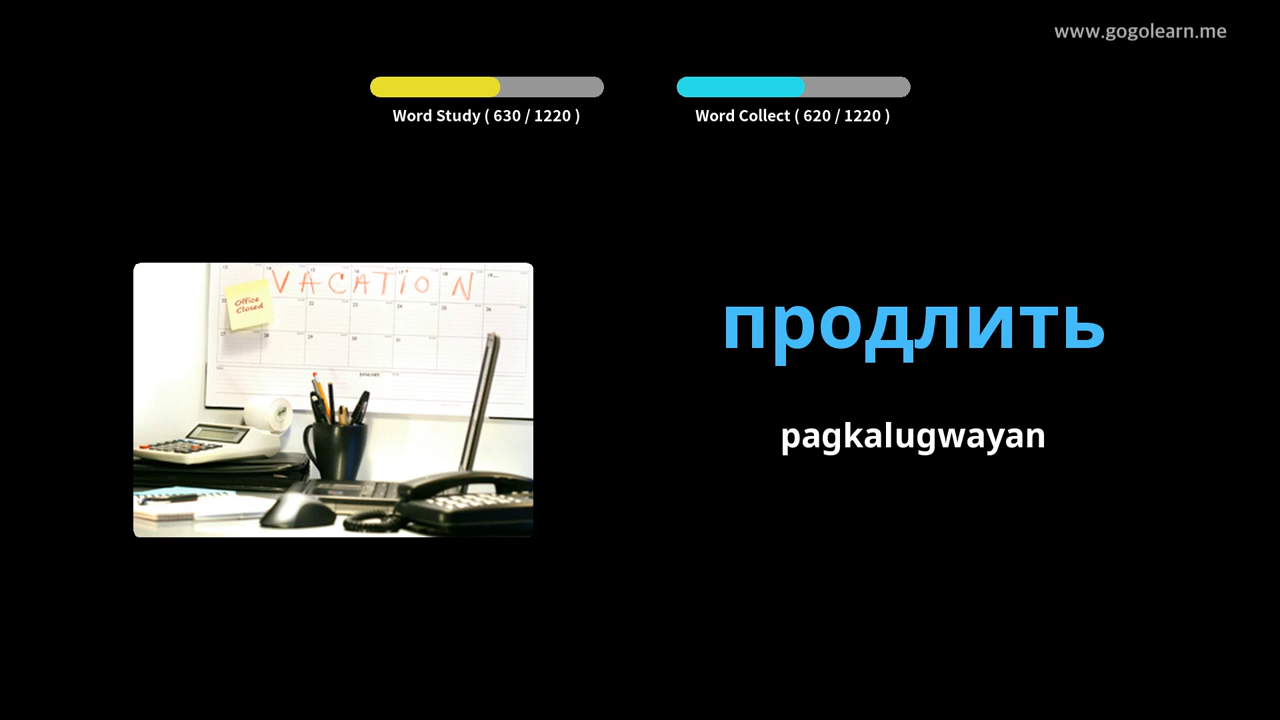 www.gogolearn.me
Word Study ( 630 / 1220 )
Word Collect ( 620 / 1220 )
VACATION
Office
Closed
продлить
pagkalugwayan